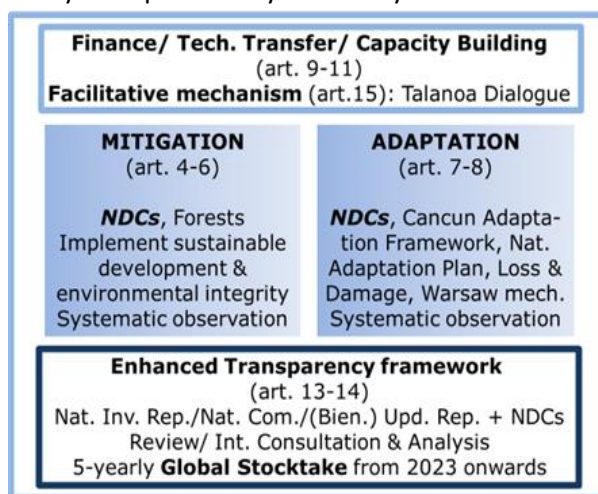 Finance/ Tech. Transfer/ Capacity Building
(art. 9-11)
Facilitative mechanism (art.15): Talanoa Dialogue
MITIGATION
(art. 4-6)
NDCs, Forests
Implement sustainable
development &
environmental integrity
Systematic observation
ADAPTATION
(art. 7-8)
NDCs, Cancun Adapta-
tion Framework, Nat.
Adaptation Plan, Loss &
Damage, Warsaw mech.
Systematic observation
Enhanced Transparency framework
(art. 13-14)
Nat. Inv. Rep./Nat. Com./(Bien.) Upd. Rep. + NDCs
Review/ Int. Consultation & Analysis
5-yearly Global Stocktake from 2023 onwards